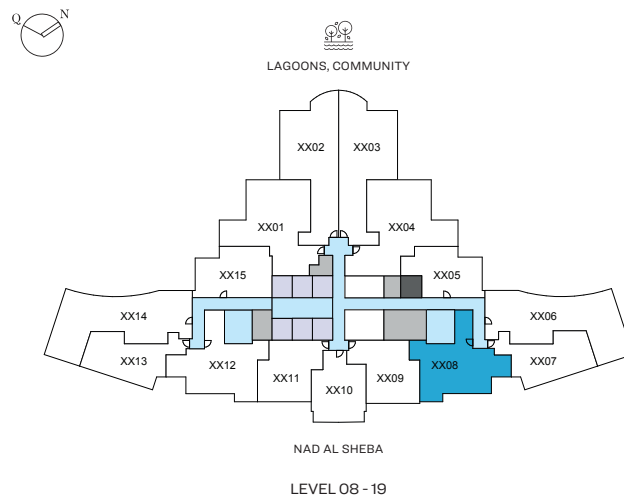 Q N
LAGOONS, COMMUNITY
XX02 XX03
XX01 XX04
XX15 XX05
XX14 XX06
XX13 XX12 XX11 XX10 XX09 XX08 XX07
NAD AL SHEBA
LEVEL 08 - 19